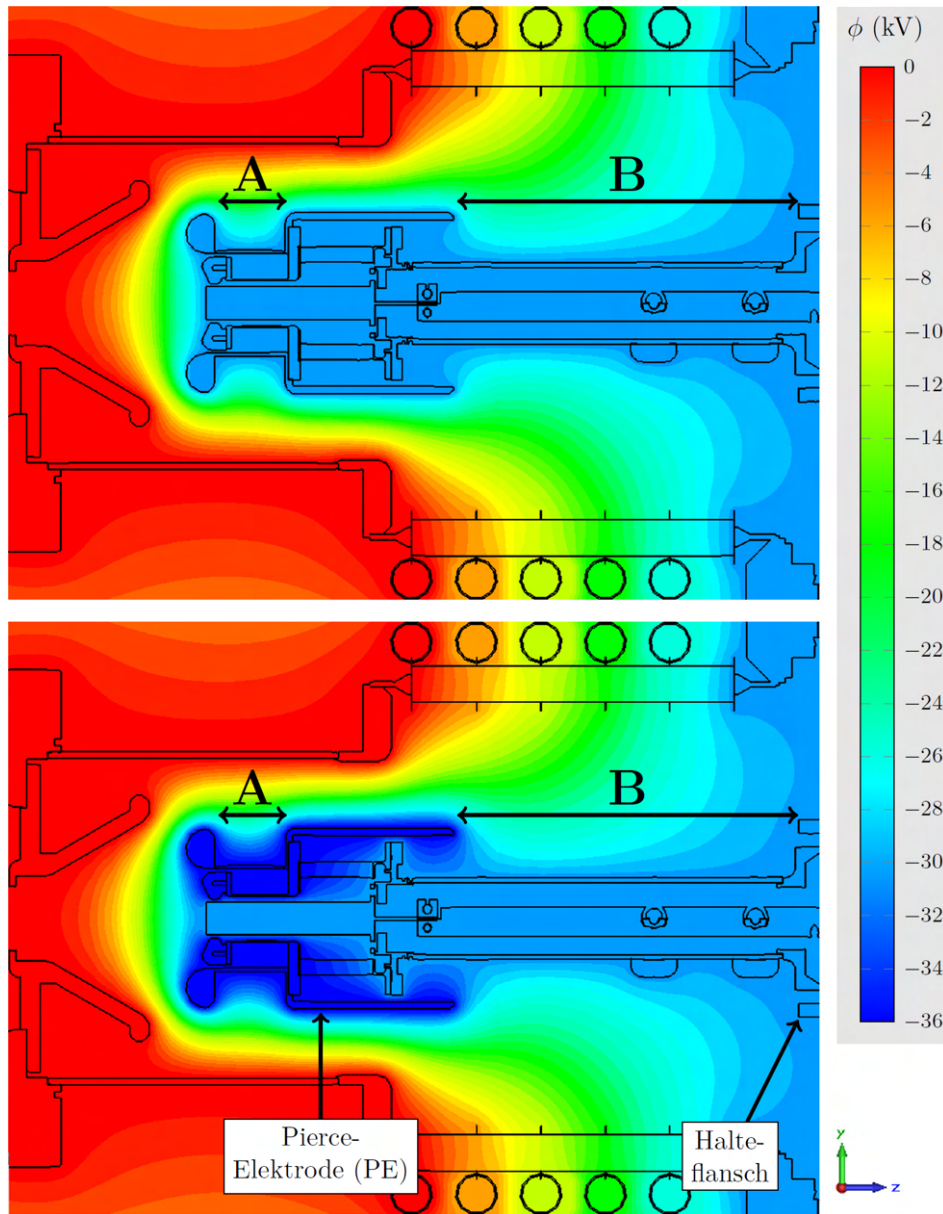 ϕ (kV)
0
−2
−4
−6
−8
−10
−12
−14
−16
−18
−20
−22
−24
−26
−28
−30
−32
−34
−36
A
B
A
B
Pierce-
Elektrode (PE)
Halte-
flansch
y
z